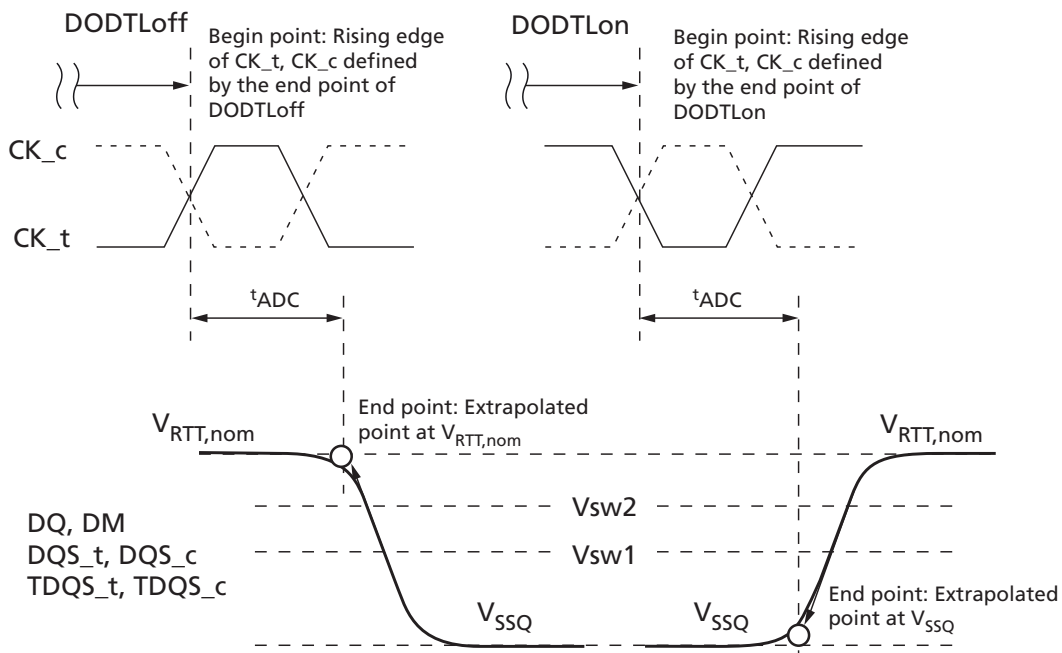 DODTLoff
Begin point: Rising edge
of CK_t, CK_c defined
by the end point of
DODTLoff
DODTLon
Begin point: Rising edge
of CK_t, CK_c defined
by the end point of
DODTLon
CK_c
CK_t
tADC
tADC
End point: Extrapolated
point at VRTT,nom
VRTT,nom
VRTT,nom
Vsw2
Vsw1
DQ, DM
DQS_t, DQS_c
TDQS_t, TDQS_c
VSSQ
VSSQ
End point: Extrapolated
point at VSSQ